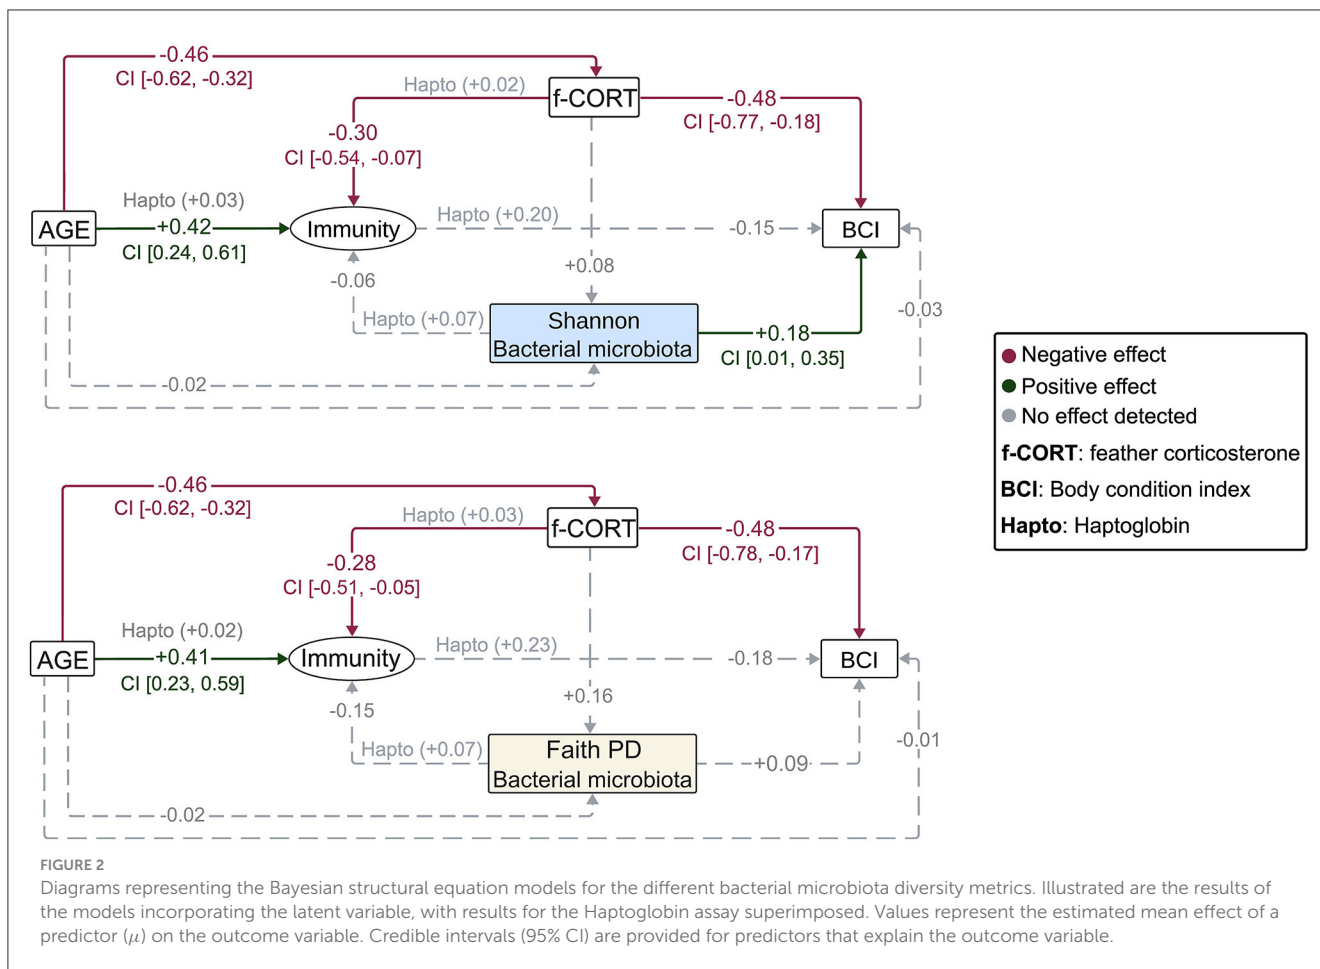 -0.46
CI [-0.62, -0.32]
Hapto (+0.02)
f-CORT
-0.48
CI [-0.77, -0.18]
-0.30
CI [-0.54, -0.07]
Hapto (+0.03)
AGE
+0.42
CI [0.24, 0.61]
Immunity
Hapto (+0.20)
-0.15
BCI
+0.08
-0.06
-0.03
Hapto (+0.07)
Shannon
Bacterial microbiota
+0.18
CI [0.01, 0.35]
-0.02
Negative effect
Positive effect
No effect detected
f-CORT: feather corticosterone
BCI: Body condition index
Hapto: Haptoglobin
-0.46
CI [-0.62, -0.32]
Hapto (+0.03)
f-CORT
-0.48
CI [-0.78, -0.17]
-0.28
CI [-0.51, -0.05]
Hapto (+0.02)
AGE
+0.41
CI [0.23, 0.59]
Immunity
Hapto (+0.23)
-0.18
BCI
+0.16
-0.15
-0.01
Hapto (+0.07)
Faith PD
Bacterial microbiota
+0.09
-0.02
FIGURE 2
Diagrams representing the Bayesian structural equation models for the different bacterial microbiota diversity metrics. Illustrated are the results of
the models incorporating the latent variable, with results for the Haptoglobin assay superimposed. Values represent the estimated mean effect of a
predictor (μ) on the outcome variable. Credible intervals (95% CI) are provided for predictors that explain the outcome variable.